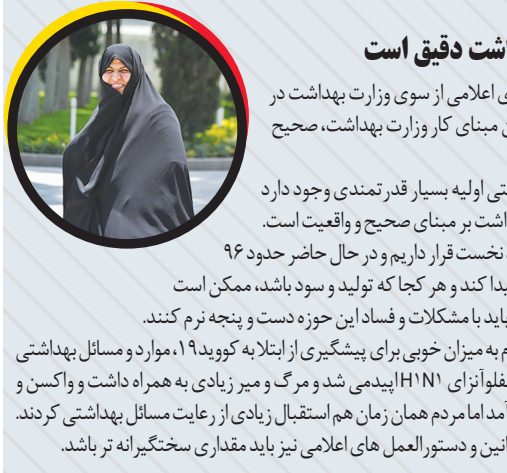 شت دقیق است
ی اعلامی از سوی وزارت بهداشت در
ن مبنای کار وزارت بهداشت، صحیح
تی اولیه بسیار قدرتمندی وجود دارد
اشت بر مبنای صحیح و واقعیت است.
نخست قرار داریم و در حال حاضر حدود ۹۶
یدا کند و هر کجا که تولید و سود باشد، ممکن است
باید با مشکلات و فساد این حوزه دست و پنجه نرم کنند.
م به میزان خوبی برای پیشگیری از ابتلا به کووید۱۹، موارد و مسائل بهداشتی
فلوآنزای H۱N۱ اپیدمی شد و مرگ و میر زیادی به همراه داشت و واکسن و
آمد اما مردم همان زمان هم استقبال زیادی از رعایت مسائل بهداشتی کردند.
انین و دستورالعمل های اعلامی نیز باید مقداری سختگیرانه تر باشد.